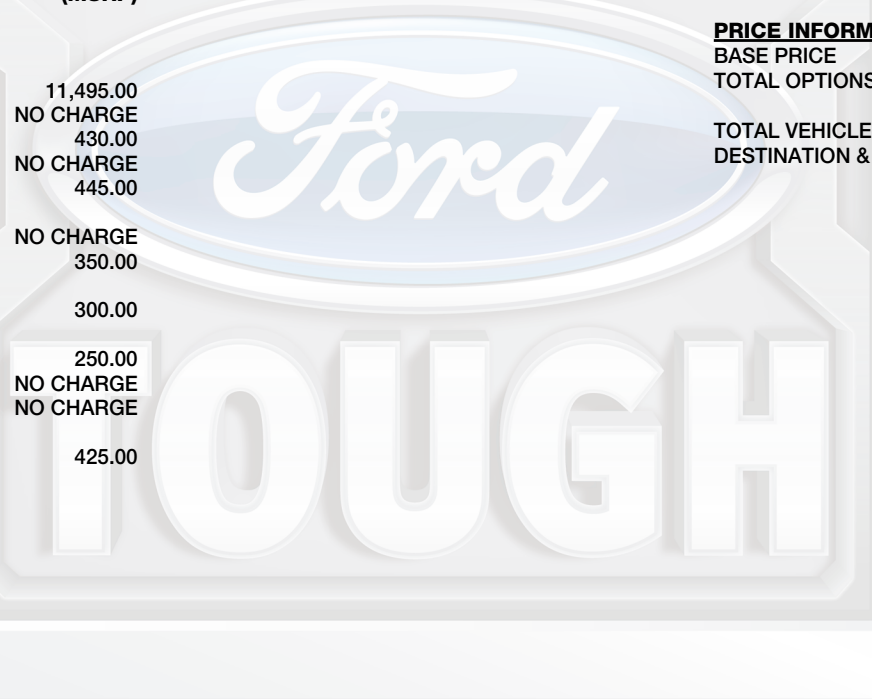 (MSRP)
11,495.00
NO CHARGE
430.00
NO CHARGE
445.00
NO CHARGE
350.00
300.00
250.00
NO CHARGE
NO CHARGE
425.00
PRICE INFORM
BASE PRICE
TOTAL OPTIONS
TOTAL VEHICLE
DESTINATION &
Ford
TOUGH